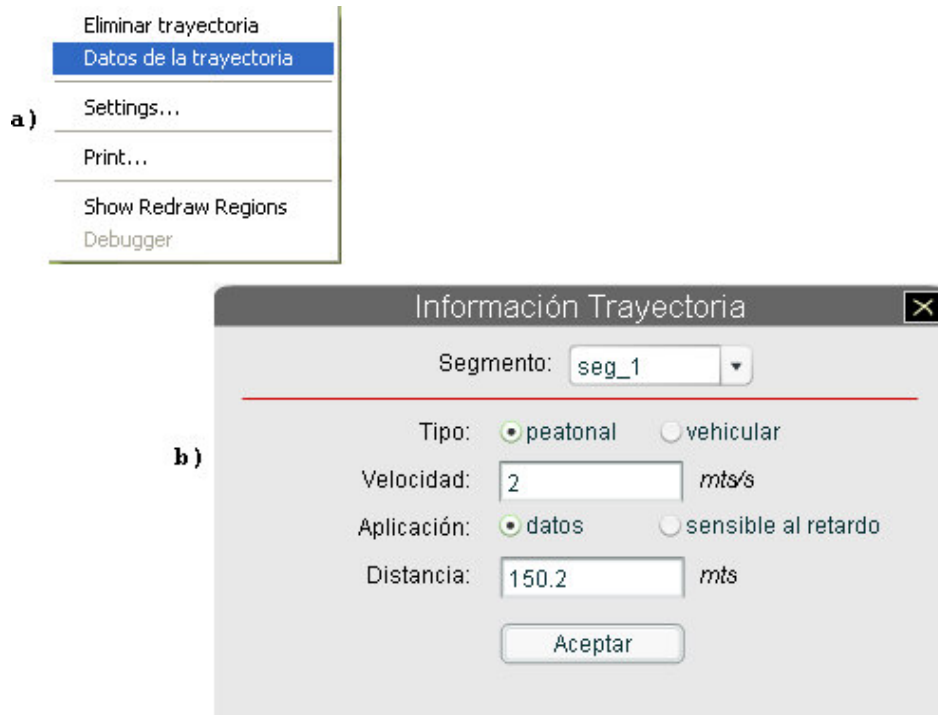 Eliminar trayectoria
Datos de la trayectoria
a)
Settings...
Print...
Show Redraw Regions
Debugger
Información Trayectoria
Segmento: seg_1
b)
Tipo: peatonal vehicular
Velocidad: 2 mts/s
Aplicación: datos sensible al retardo
Distancia: 150.2 mts
Aceptar